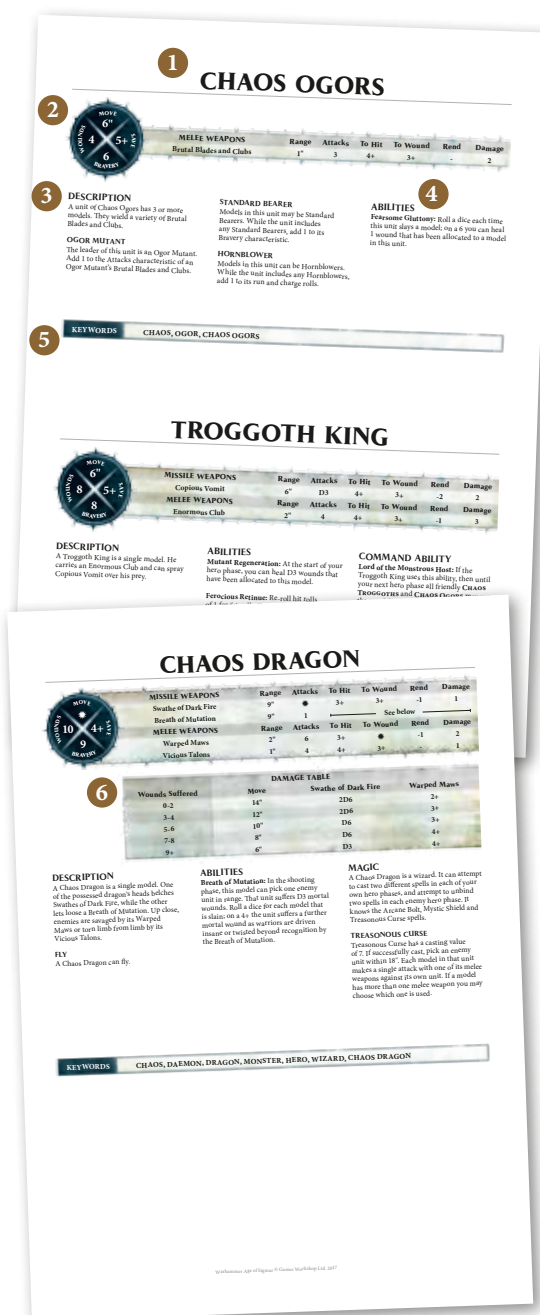 1
CHAOS OGORS
2
MOVE
6"
WOUNDS
4
5+
SAVE
6
BRAVERY
MELEE WEAPONS Range Attacks To Hit To Wound Rend Damage
Brutal Blades and Clubs 1" 3 4+ 3+ - 2
3
DESCRIPTION
A unit of Chaos Ogors has 3 or more
models. They wield a variety of Brutal
Blades and Clubs.
OGOR MUTANT
The leader of this unit is an Ogor Mutant.
Add 1 to the Attacks characteristic of an
Ogor Mutant's Brutal Blades and Clubs.
STANDARD BEARER
Models in this unit may be Standard
Bearers. While the unit includes
any Standard Bearers, add 1 to its
Bravery characteristic.
HORNBLOWER
Models in this unit can be Hornblowers.
While the unit includes any Hornblowers,
add 1 to its run and charge rolls.
4
ABILITIES
Fearsome Gluttony: Roll a dice each time
this unit slays a model; on a 6 you can heal
1 wound that has been allocated to a model
in this unit.
5
KEYWORDS CHAOS, OGOR, CHAOS OGORS
TROGGOTH KING
MOVE
6"
WOUNDS
8
5+
SAVE
8
BRAVERY
MISSILE WEAPONS Range Attacks To Hit To Wound Rend Damage
Copious Vomit 6" D3 4+ 3+ -2 2
MELEE WEAPONS Range Attacks To Hit To Wound Rend Damage
Enormous Club 2" 4 4+ 3+ -1 3
DESCRIPTION
A Troggoth King is a single model. He
carries an Enormous Club and can spray
Copious Vomit over his prey.
ABILITIES
Mutant Regeneration: At the start of your
hero phase, you can heal D3 wounds that
have been allocated to this model.
Ferocious Retinue: Re-roll hit rolls
COMMAND ABILITY
Lord of the Monstrous Host: If the
Troggoth King uses this ability, then until
your next hero phase all friendly CHAOS
TROGGOTHS and CHAOS OGORS
CHAOS DRAGON
MOVE
✹
WOUNDS
10
4+
SAVE
9
BRAVERY
MISSILE WEAPONS Range Attacks To Hit To Wound Rend Damage
Swathe of Dark Fire 9" ✹ 3+ 3+ -1 1
Breath of Mutation 9" 1 See below
MELEE WEAPONS Range Attacks To Hit To Wound Rend Damage
Warped Maws 2" 6 3+ ✹ -1 2
Vicious Talons 1" 4 4+ 3+ - 1
6
DAMAGE TABLE
Wounds Suffered Move Swathe of Dark Fire Warped Maws
0-2 14" 2D6 2+
3-4 12" 2D6 3+
5-6 10" D6 3+
7-8 8" D6 4+
9+ 6" D3 4+
DESCRIPTION
A Chaos Dragon is a single model. One
of the possessed dragon's heads belches
Swathes of Dark Fire, while the other
lets loose a Breath of Mutation. Up close,
enemies are savaged by its Warped
Maws or torn limb from limb by its
Vicious Talons.
FLY
A Chaos Dragon can fly.
ABILITIES
Breath of Mutation: In the shooting
phase, this model can pick one enemy
unit in range. That unit suffers D3 mortal
wounds. Roll a dice for each model that
is slain; on a 4+ the unit suffers a further
mortal wound as warriors are driven
insane or twisted beyond recognition by
the Breath of Mutation.
MAGIC
A Chaos Dragon is a wizard. It can attempt
to cast two different spells in each of your
own hero phases, and attempt to unbind
two spells in each enemy hero phase. It
knows the Arcane Bolt, Mystic Shield and
Treasonous Curse spells.
TREASONOUS CURSE
Treasonous Curse has a casting value
of 7. If successfully cast, pick an enemy
unit within 18". Each model in that unit
makes a single attack with one of its melee
weapons against its own unit. If a model
has more than one melee weapon you may
choose which one is used.
KEYWORDS CHAOS, DAEMON, DRAGON, MONSTER, HERO, WIZARD, CHAOS DRAGON
Warhammer: Age of Sigmar © Games Workshop Ltd. 2017